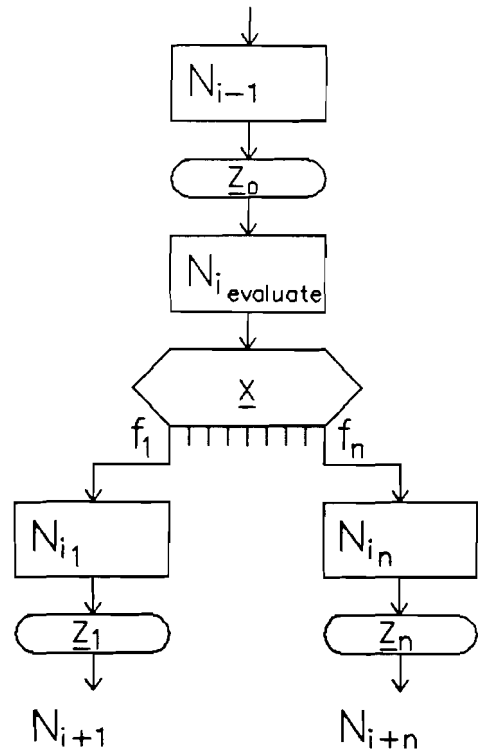 N_{i-1}
Z_0
N_{i evaluate}
X
f_1 f_n
N_{i_1} N_{i_n}
Z_1 Z_n
N_{i+1} N_{i+n}